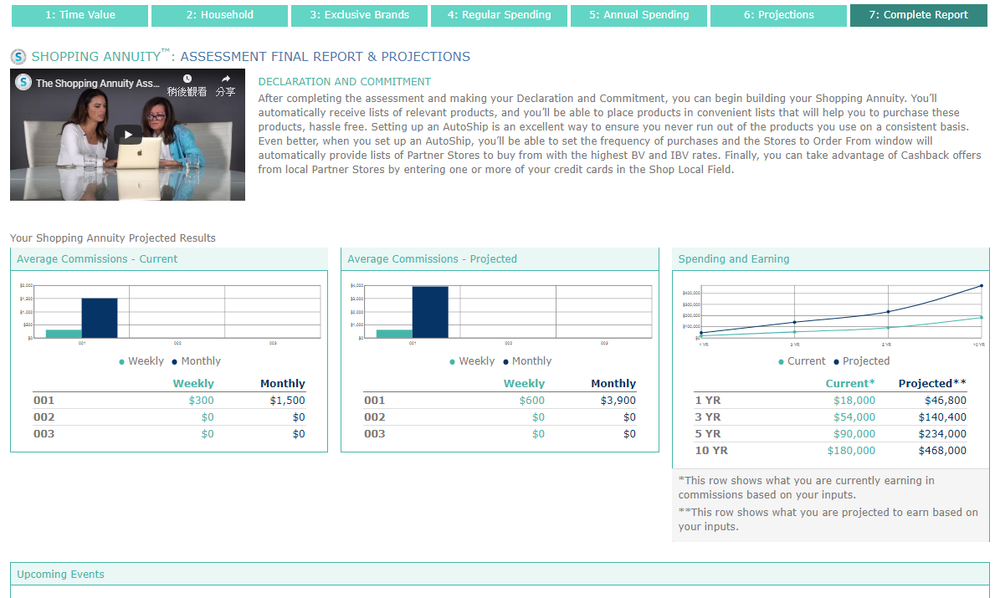 1: Time Value
2: Household
3: Exclusive Brands
4: Regular Spending
5: Annual Spending
6: Projections
7: Complete Report
S SHOPPING ANNUITY™: ASSESSMENT FINAL REPORT & PROJECTIONS
S The Shopping Annuity Ass...
稍後觀看 分享
DECLARATION AND COMMITMENT
After completing the assessment and making your Declaration and Commitment, you can begin building your Shopping Annuity. You’ll
automatically receive lists of relevant products, and you’ll be able to place products in convenient lists that will help you to purchase these
products, hassle free. Setting up an AutoShip is an excellent way to ensure you never run out of the products you use on a consistent basis.
Even better, when you set up an AutoShip, you’ll be able to set the frequency of purchases and the Stores to Order From window will
automatically provide lists of Partner Stores to buy from with the highest BV and IBV rates. Finally, you can take advantage of Cashback offers
from local Partner Stores by entering one or more of your credit cards in the Shop Local Field.
Your Shopping Annuity Projected Results
Average Commissions - Current
$2,000
$1,500
$1,000
$500
$0
001 002 003
Weekly Monthly
Weekly Monthly
001 $300 $1,500
002 $0 $0
003 $0 $0
Average Commissions - Projected
$4,000
$3,000
$2,000
$1,000
$0
001 002 003
Weekly Monthly
Weekly Monthly
001 $600 $3,900
002 $0 $0
003 $0 $0
Spending and Earning
$400,000
$300,000
$200,000
$100,000
$0
1 YR 3 YR 5 YR 10 YR
Current Projected
Current* Projected**
1 YR $18,000 $46,800
3 YR $54,000 $140,400
5 YR $90,000 $234,000
10 YR $180,000 $468,000
*This row shows what you are currently earning in
commissions based on your inputs.
**This row shows what you are projected to earn based on
your inputs.
Upcoming Events